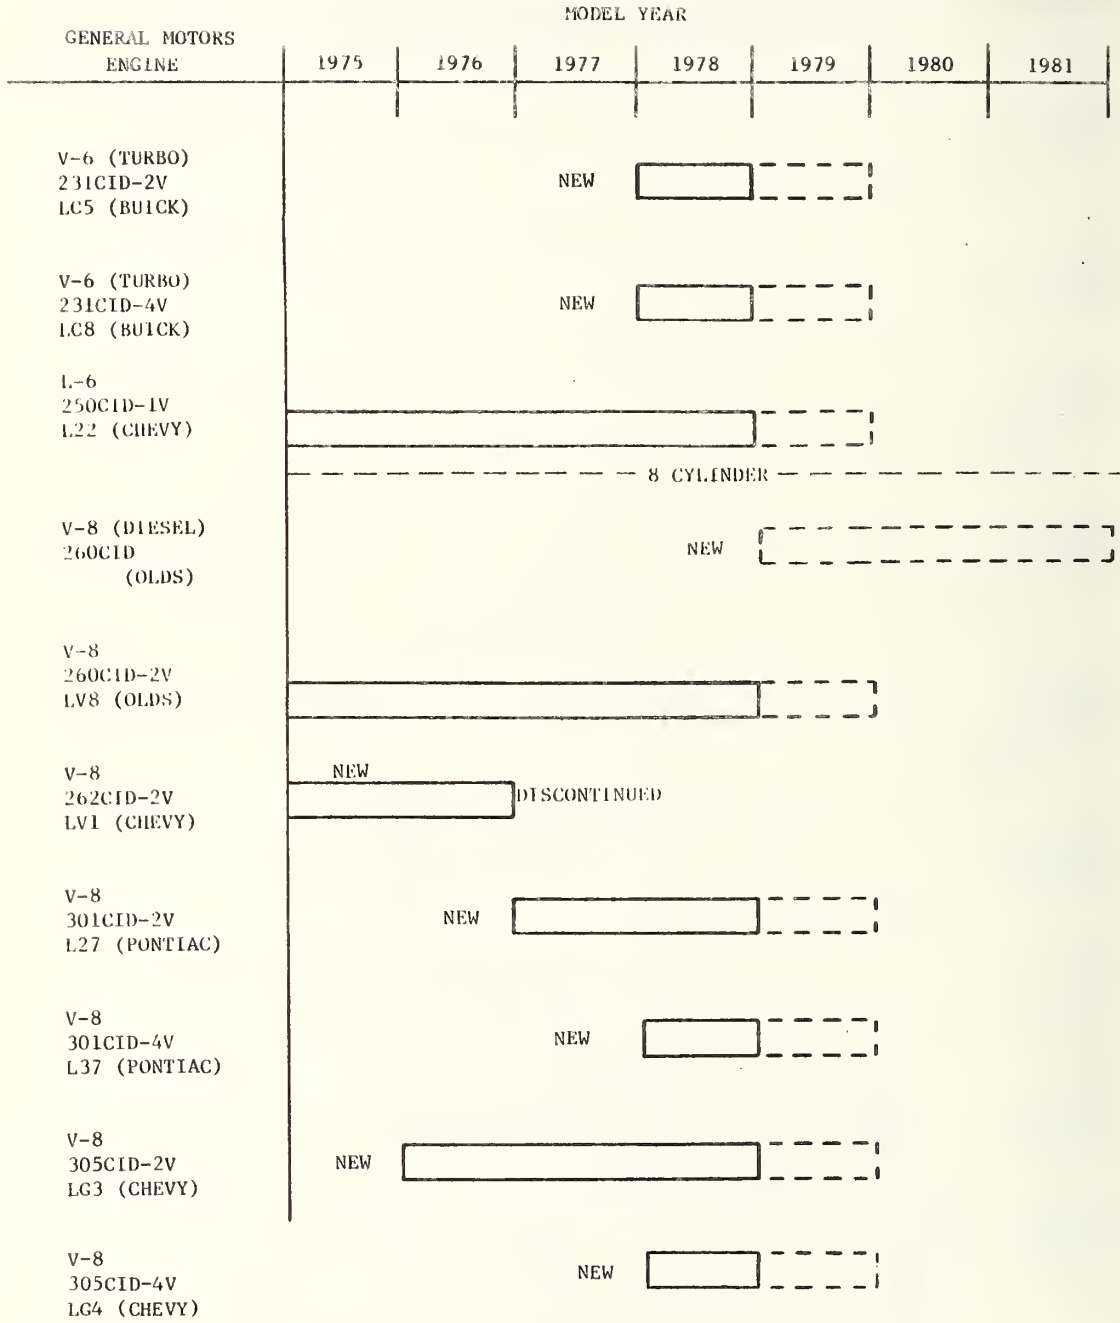 MODEL YEAR
GENERAL MOTORS
ENGINE
1975 1976 1977 1978 1979 1980 1981
V-6 (TURBO)
231CID-2V
LC5 (BUICK)
NEW
V-6 (TURBO)
231CID-4V
LC8 (BUICK)
NEW
L-6
250CID-1V
L22 (CHEVY)
8 CYLINDER
V-8 (DIESEL)
260CID
(OLDS)
NEW
V-8
260CID-2V
LV8 (OLDS)
V-8
262CID-2V
LV1 (CHEVY)
NEW
DISCONTINUED
V-8
301CID-2V
L27 (PONTIAC)
NEW
V-8
301CID-4V
L37 (PONTIAC)
NEW
V-8
305CID-2V
LG3 (CHEVY)
NEW
V-8
305CID-4V
LG4 (CHEVY)
NEW